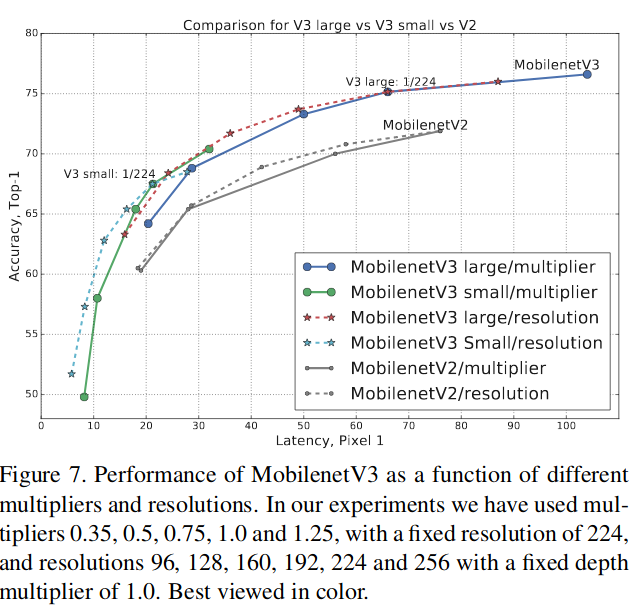 Comparison for V3 large vs V3 small vs V2
80
75
70
65
60
55
50
Accuracy, Top-1
MobilenetV3
V3 large: 1/224
MobilenetV2
V3 small: 1/224
MobilenetV3 large/multiplier
MobilenetV3 small/multiplier
MobilenetV3 large/resolution
MobilenetV3 Small/resolution
MobilenetV2/multiplier
MobilenetV2/resolution
0 10 20 30 40 50 60 70 80 90 100
Latency, Pixel 1
Figure 7. Performance of MobilenetV3 as a function of different
multipliers and resolutions. In our experiments we have used mul-
tipliers 0.35, 0.5, 0.75, 1.0 and 1.25, with a fixed resolution of 224,
and resolutions 96, 128, 160, 192, 224 and 256 with a fixed depth
multiplier of 1.0. Best viewed in color.